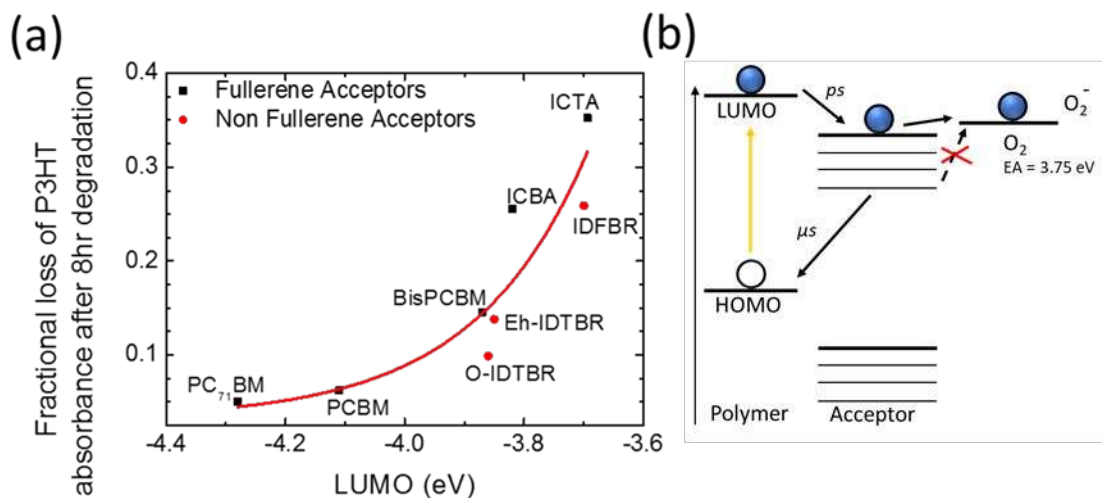 (a)
Fractional loss of P3HT
absorbance after 8hr degradation
0.4
0.3
0.2
0.1
Fullerene Acceptors
Non Fullerene Acceptors
ICTA
ICBA
IDFBR
BisPCBM
Eh-IDTBR
O-IDTBR
PC₇₁BM
PCBM
-4.4 -4.2 -4.0 -3.8 -3.6
LUMO (eV)
(b)
LUMO
ps
O₂⁻
O₂
EA = 3.75 eV
μs
HOMO
Polymer
Acceptor